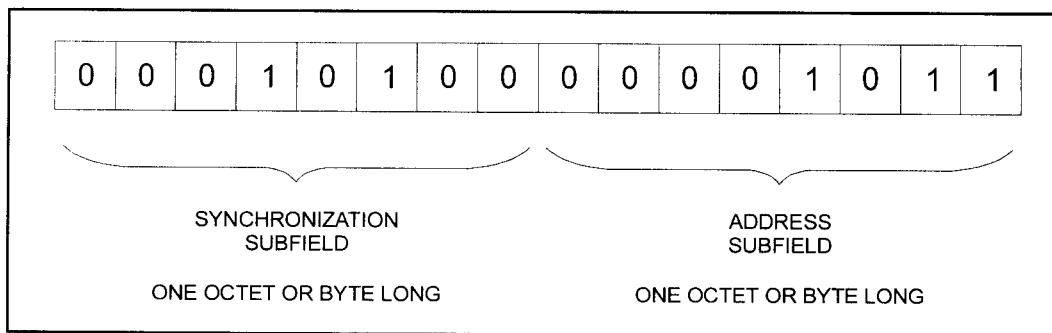 0 0 0 1 0 1 0 0 0 0 0 0 1 0 1 1
SYNCHRONIZATION
SUBFIELD
ONE OCTET OR BYTE LONG
ADDRESS
SUBFIELD
ONE OCTET OR BYTE LONG